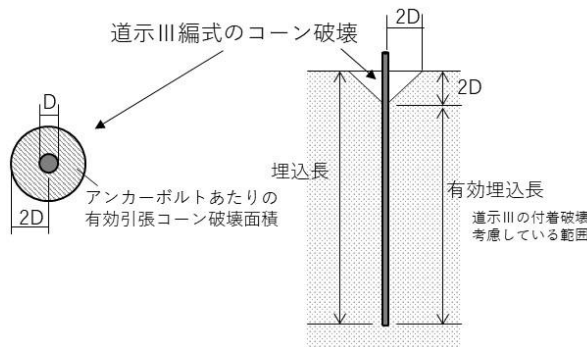 道示Ⅲ編式のコーン破壊
2D
D
2D
埋込長
アンカーボルトあたりの
有効引張コーン破壊面積
2D
有効埋込長
道示Ⅲの付着破壊
考慮している範囲